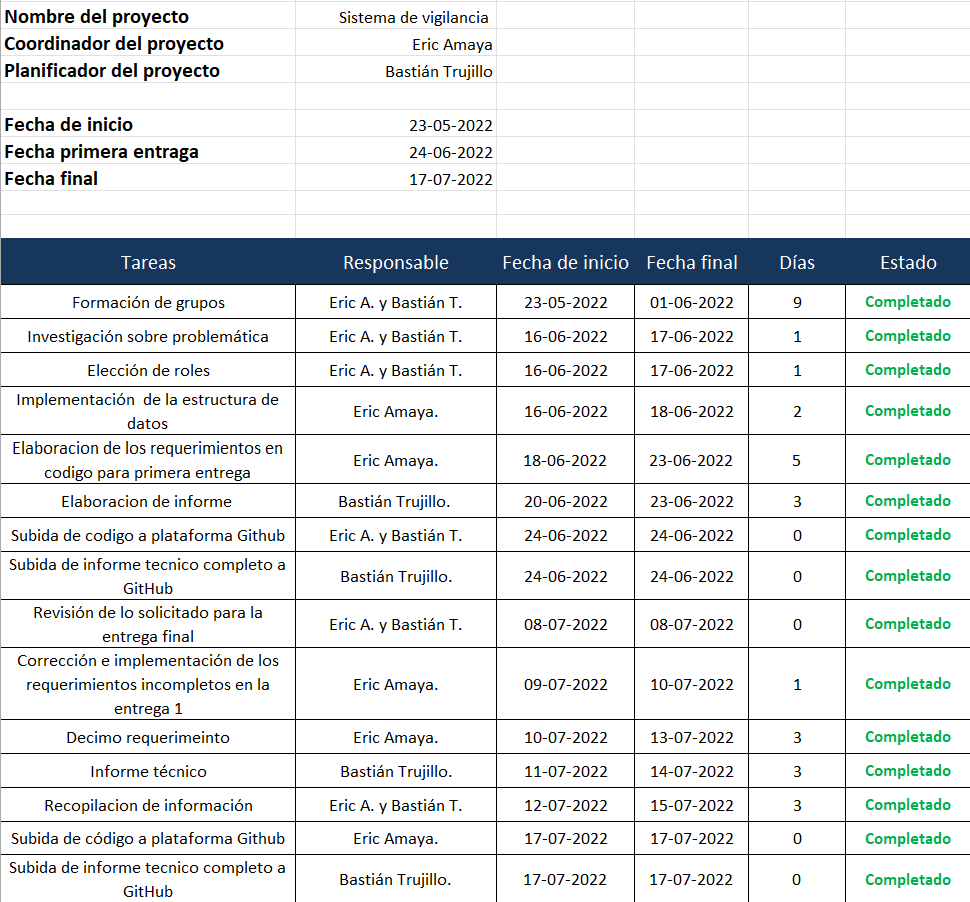 Nombre del proyecto Sistema de vigilancia
Coordinador del proyecto Eric Amaya
Planificador del proyecto Bastián Trujillo
Fecha de inicio 23-05-2022
Fecha primera entraga 24-06-2022
Fecha final 17-07-2022
Tareas Responsable Fecha de inicio Fecha final Días Estado
Formación de grupos Eric A. y Bastián T. 23-05-2022 01-06-2022 9 Completado
Investigación sobre problemática Eric A. y Bastián T. 16-06-2022 17-06-2022 1 Completado
Elección de roles Eric A. y Bastián T. 16-06-2022 17-06-2022 1 Completado
Implementación de la estructura de
datos Eric Amaya. 16-06-2022 18-06-2022 2 Completado
Elaboracion de los requerimientos en
codigo para primera entrega Eric Amaya. 18-06-2022 23-06-2022 5 Completado
Elaboracion de informe Bastián Trujillo. 20-06-2022 23-06-2022 3 Completado
Subida de codigo a plataforma Github Eric A. y Bastián T. 24-06-2022 24-06-2022 0 Completado
Subida de informe tecnico completo a
GitHub Bastián Trujillo. 24-06-2022 24-06-2022 0 Completado
Revisión de lo solicitado para la
entrega final Eric A. y Bastián T. 08-07-2022 08-07-2022 0 Completado
Corrección e implementación de los
requerimientos incompletos en la
entrega 1 Eric Amaya. 09-07-2022 10-07-2022 1 Completado
Decimo requerimeinto Eric Amaya. 10-07-2022 13-07-2022 3 Completado
Informe técnico Bastián Trujillo. 11-07-2022 14-07-2022 3 Completado
Recopilacion de información Eric A. y Bastián T. 12-07-2022 15-07-2022 3 Completado
Subida de código a plataforma Github Eric Amaya. 17-07-2022 17-07-2022 0 Completado
Subida de informe tecnico completo a
GitHub Bastián Trujillo. 17-07-2022 17-07-2022 0 Completado